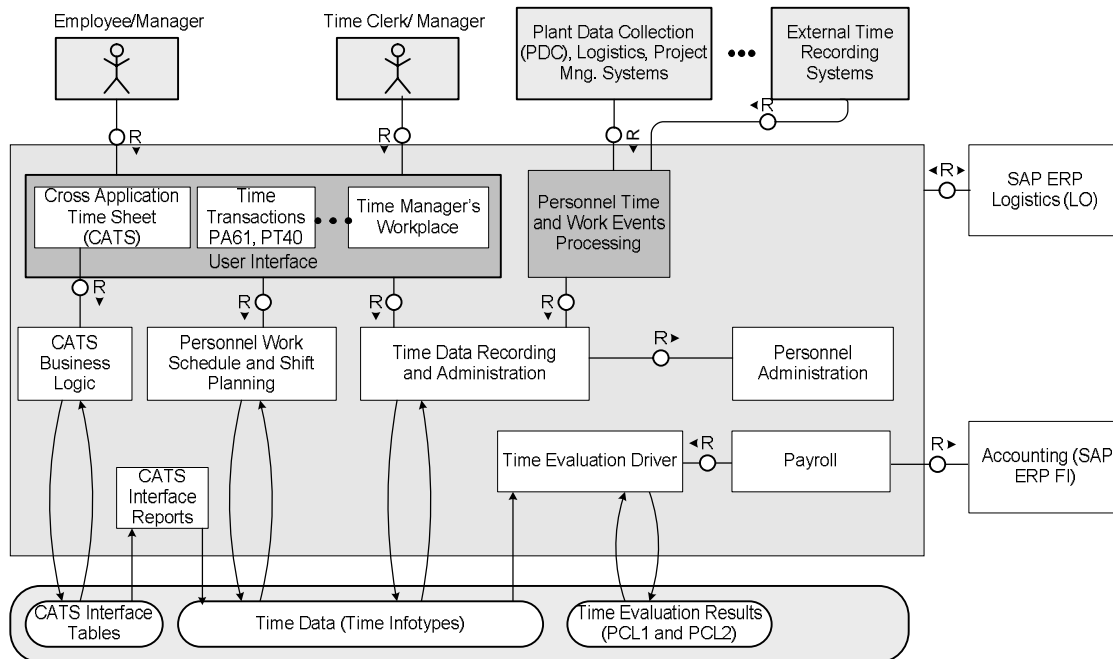 Employee/Manager
Time Clerk/ Manager
Plant Data Collection
(PDC), Logistics, Project
Mng. Systems
External Time
Recording
Systems
R
R
R
R
Cross Application
Time Sheet
(CATS)
Time
Transactions
PA61, PT40
Time Manager's
Workplace
User Interface
Personnel Time
and Work Events
Processing
R
SAP ERP
Logistics (LO)
R
R
R
R
CATS
Business
Logic
Personnel Work
Schedule and Shift
Planning
Time Data Recording
and Administration
R
Personnel
Administration
CATS
Interface
Reports
Time Evaluation Driver
R
Payroll
R
Accounting (SAP
ERP FI)
CATS Interface
Tables
Time Data (Time Infotypes)
Time Evaluation Results
(PCL1 and PCL2)